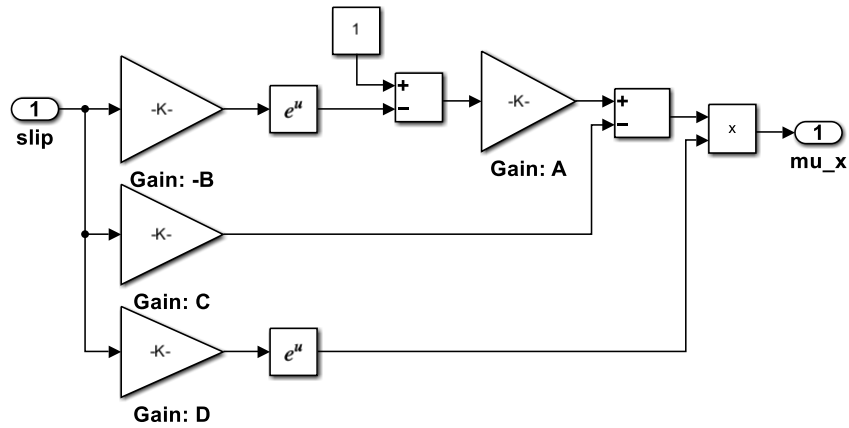 1
slip
-K-
Gain: -B
e^u
1
+
−
-K-
Gain: A
+
−
x
1
mu_x
-K-
Gain: C
-K-
Gain: D
e^u